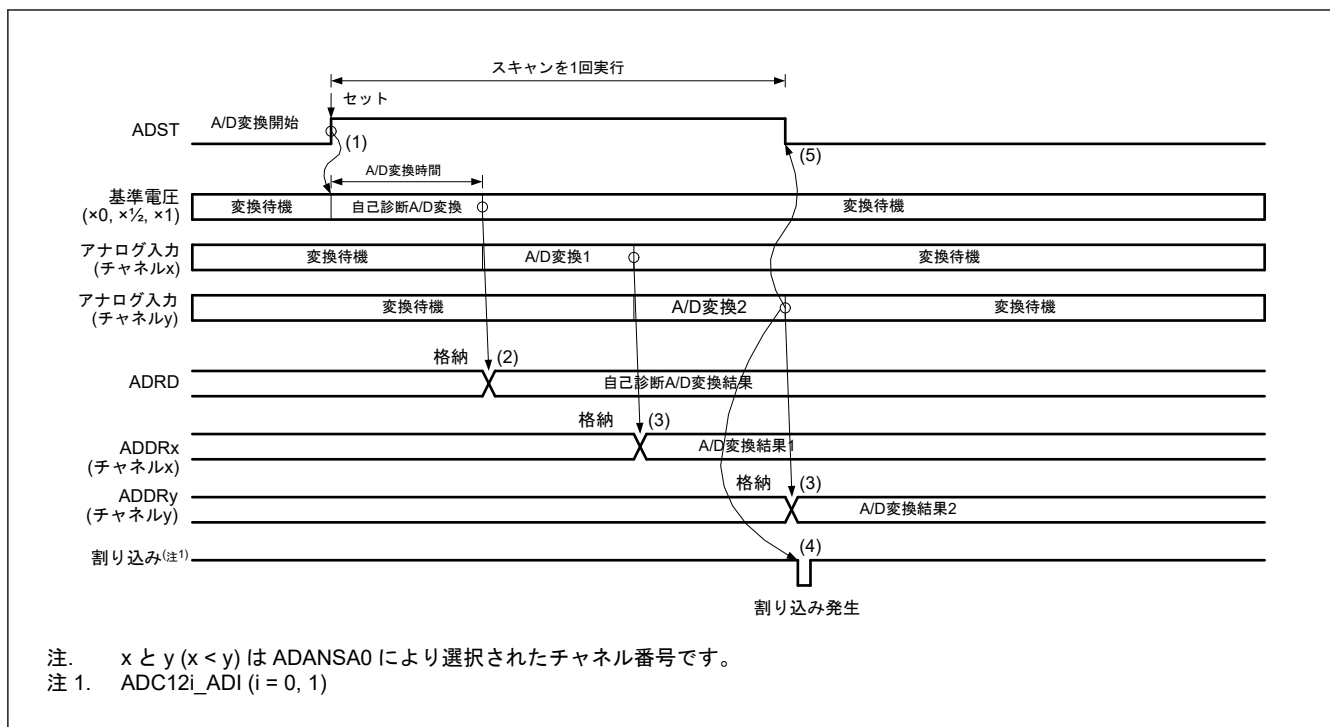 スキャンを1回実行
セット
ADST
A/D変換開始
(1)
(5)
A/D変換時間
基準電圧
(×0, ×½, ×1)
変換待機
自己診断A/D変換
変換待機
アナログ入力
(チャネルx)
変換待機
A/D変換1
変換待機
アナログ入力
(チャネルy)
変換待機
A/D変換2
変換待機
格納
(2)
ADRD
自己診断A/D変換結果
格納
(3)
ADDRx
(チャネルx)
A/D変換結果1
格納
(3)
ADDRy
(チャネルy)
A/D変換結果2
割り込み(注1)
(4)
割り込み発生
注. x と y (x < y) は ADANSA0 により選択されたチャネル番号です。
注 1. ADC12i_ADI (i = 0, 1)